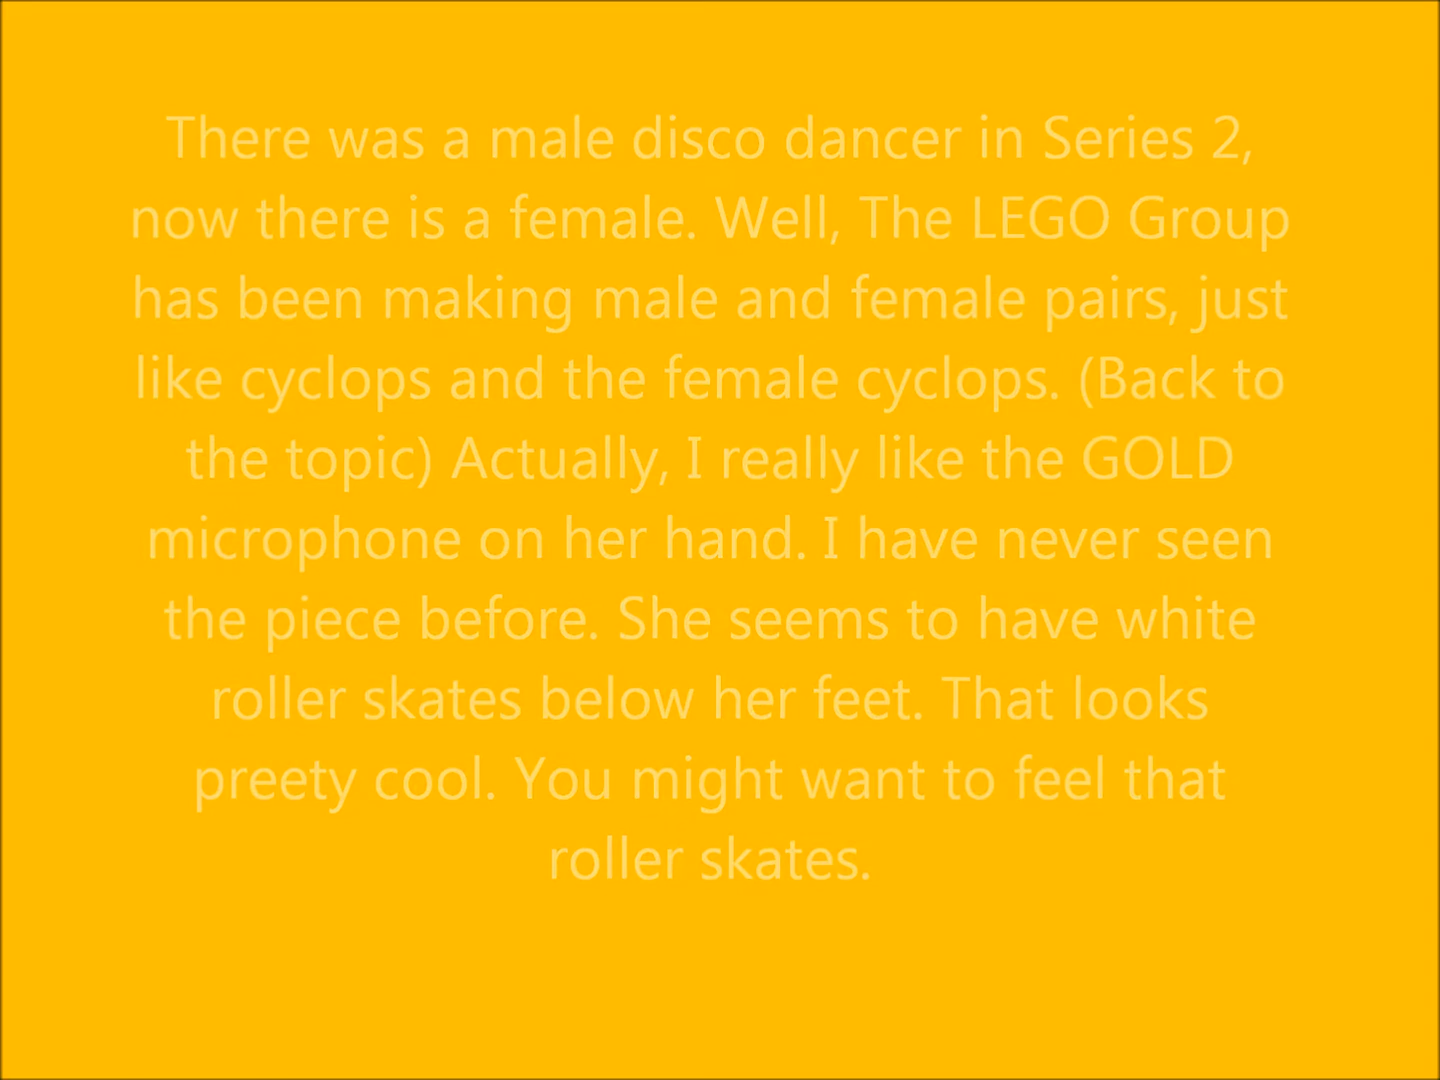 There was a male disco dancer in Series 2,
now there is a female. Well, The LEGO Group
has been making male and female pairs, just
like cyclops and the female cyclops. (Back to
the topic) Actually, I really like the GOLD
microphone on her hand. I have never seen
the piece before. She seems to have white
roller skates below her feet. That looks
preety cool. You might want to feel that
roller skates.